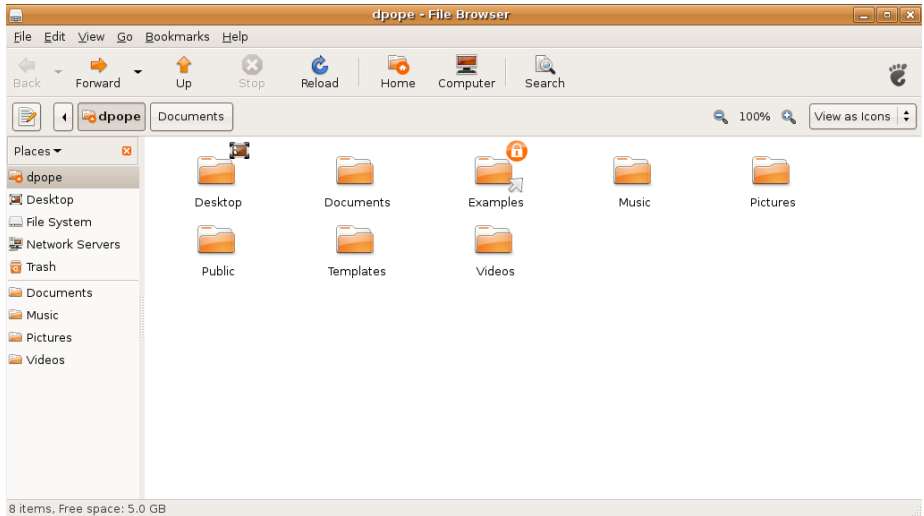 dpope - File Browser
File Edit View Go Bookmarks Help
Back Forward Up Stop Reload Home Computer Search
dpope Documents 100% View as Icons
Places
dpope
Desktop
File System
Network Servers
Trash
Documents
Music
Pictures
Videos
Desktop Documents Examples Music Pictures
Public Templates Videos
8 items, Free space: 5.0 GB